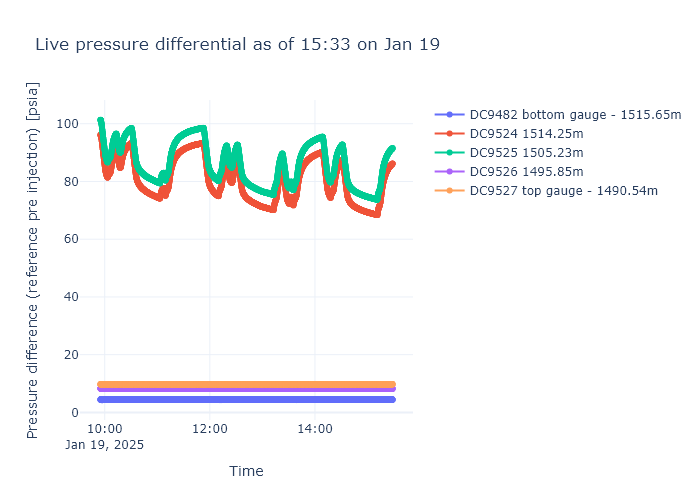 Live pressure differential as of 15:33 on Jan 19
Pressure difference (reference pre injection) [psia]
100
80
60
40
20
0
10:00
Jan 19, 2025
12:00
14:00
Time
DC9482 bottom gauge - 1515.65m
DC9524 1514.25m
DC9525 1505.23m
DC9526 1495.85m
DC9527 top gauge - 1490.54m